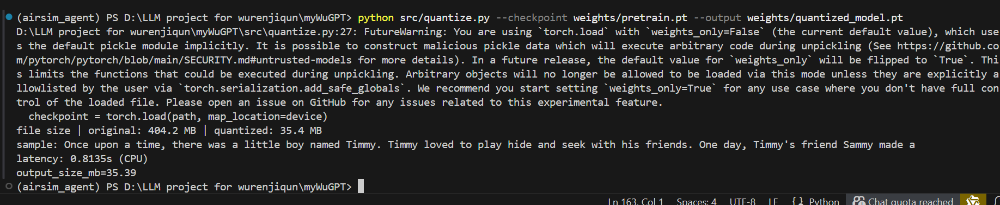 (airsim_agent) PS D:\LLM project for wurenjiqun\myWuGPT> python src/quantize.py --checkpoint weights/pretrain.pt --output weights/quantized_model.pt
D:\LLM project for wurenjiqun\myWuGPT\src\quantize.py:27: FutureWarning: You are using `torch.load` with `weights_only=False` (the current default value), which use
s the default pickle module implicitly. It is possible to construct malicious pickle data which will execute arbitrary code during unpickling (See https://github.co
m/pytorch/pytorch/blob/main/SECURITY.md#untrusted-models for more details). In a future release, the default value for `weights_only` will be flipped to `True`. Thi
s limits the functions that could be executed during unpickling. Arbitrary objects will no longer be allowed to be loaded via this mode unless they are explicitly a
llowlisted by the user via `torch.serialization.add_safe_globals`. We recommend you start setting `weights_only=True` for any use case where you don't have full con
trol of the loaded file. Please open an issue on GitHub for any issues related to this experimental feature.
  checkpoint = torch.load(path, map_location=device)
file size | original: 404.2 MB | quantized: 35.4 MB
sample: Once upon a time, there was a little boy named Timmy. Timmy loved to play hide and seek with his friends. One day, Timmy's friend Sammy made a
latency: 0.8135s (CPU)
output_size_mb=35.39
(airsim_agent) PS D:\LLM project for wurenjiqun\myWuGPT>
Ln 163, Col 1 Spaces: 4 UTF-8 LF {} Python Chat quota reached